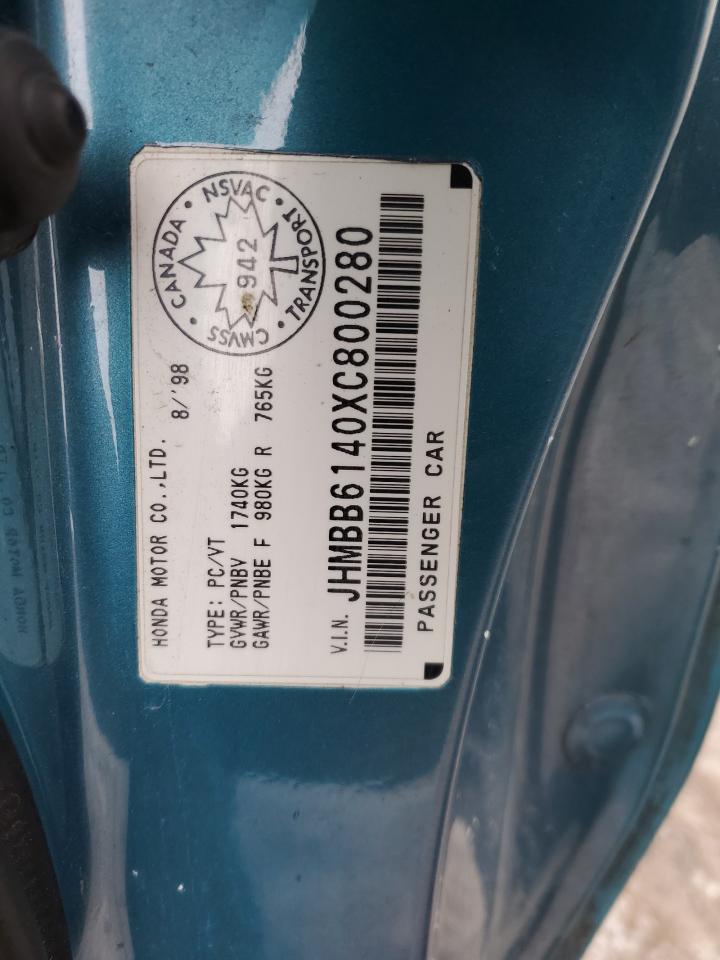 HONDA MOTOR CO.,LTD.
8/'98
TYPE: PC/VT
GVWR/PNBV 1740KG
GAWR/PNBE F 980KG R 765KG
V.I.N. JHMBB6140XC800280
PASSENGER CAR
CANADA • NSVAC • TRANSPORT • CMVSS •
942